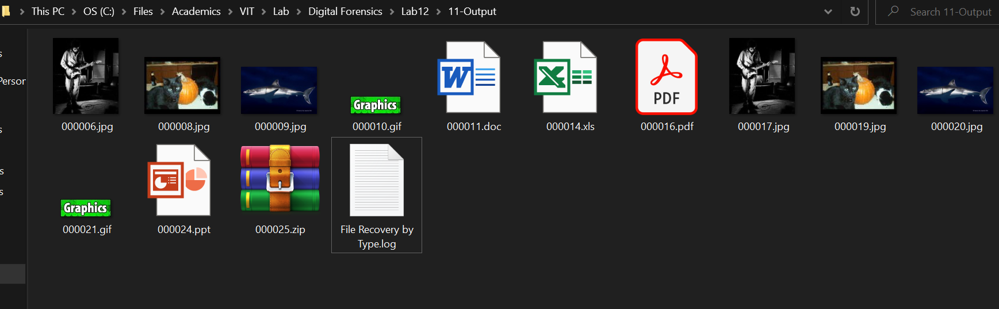 This PC > OS (C:) > Files > Academics > VIT > Lab > Digital Forensics > Lab12 > 11-Output
Search 11-Output
s
Person
s
s
s
Graphics
W
X
PDF
000006.jpg
000008.jpg
000009.jpg
000010.gif
000011.doc
000014.xls
000016.pdf
000017.jpg
000019.jpg
000020.jpg
Graphics
000021.gif
000024.ppt
000025.zip
File Recovery by
Type.log